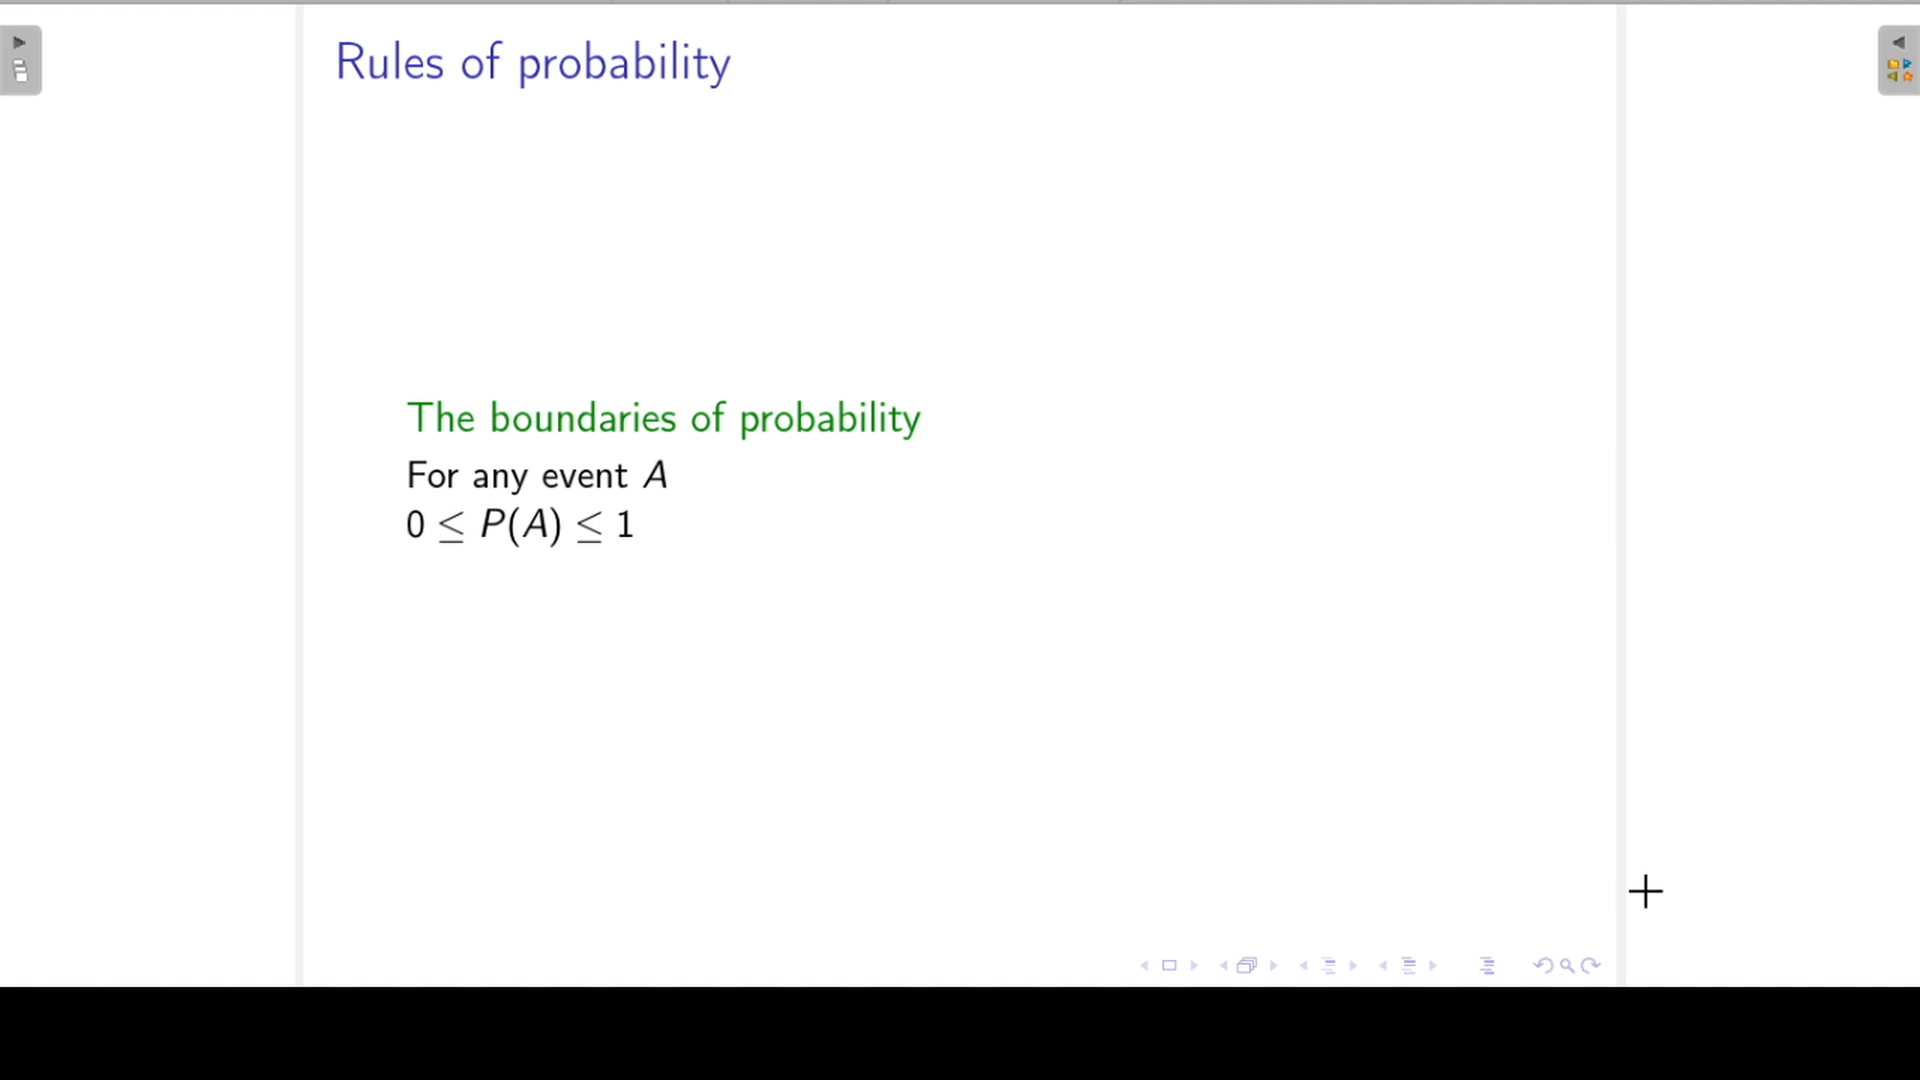 Rules of probability
The boundaries of probability
For any event A
0 ≤ P(A) ≤ 1